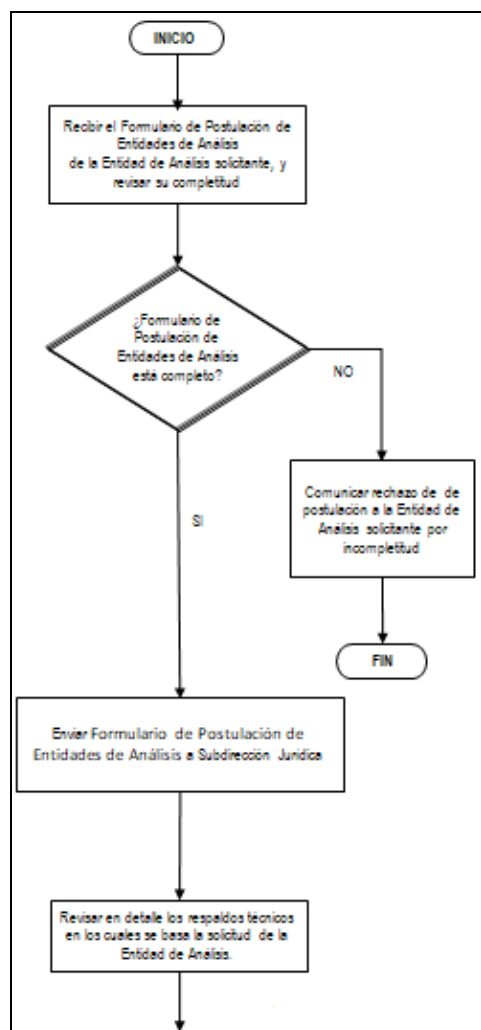 INICIO
Recibir el Formulario de Postulación de
Entidades de Análisis
de la Entidad de Análisis solicitante, y
revisar su completitud
¿Formulario de
Postulación de
Entidades de Análisis
está completo?
NO
Comunicar rechazo de de
postulación a la Entidad de
Análisis solicitante por
incompletitud
SI
FIN
Enviar Formulario de Postulación de
Entidades de Análisis a Subdirección Jurídica
Revisar en detalle los respaldos técnicos
en los cuales se basa la solicitud de la
Entidad de Análisis.